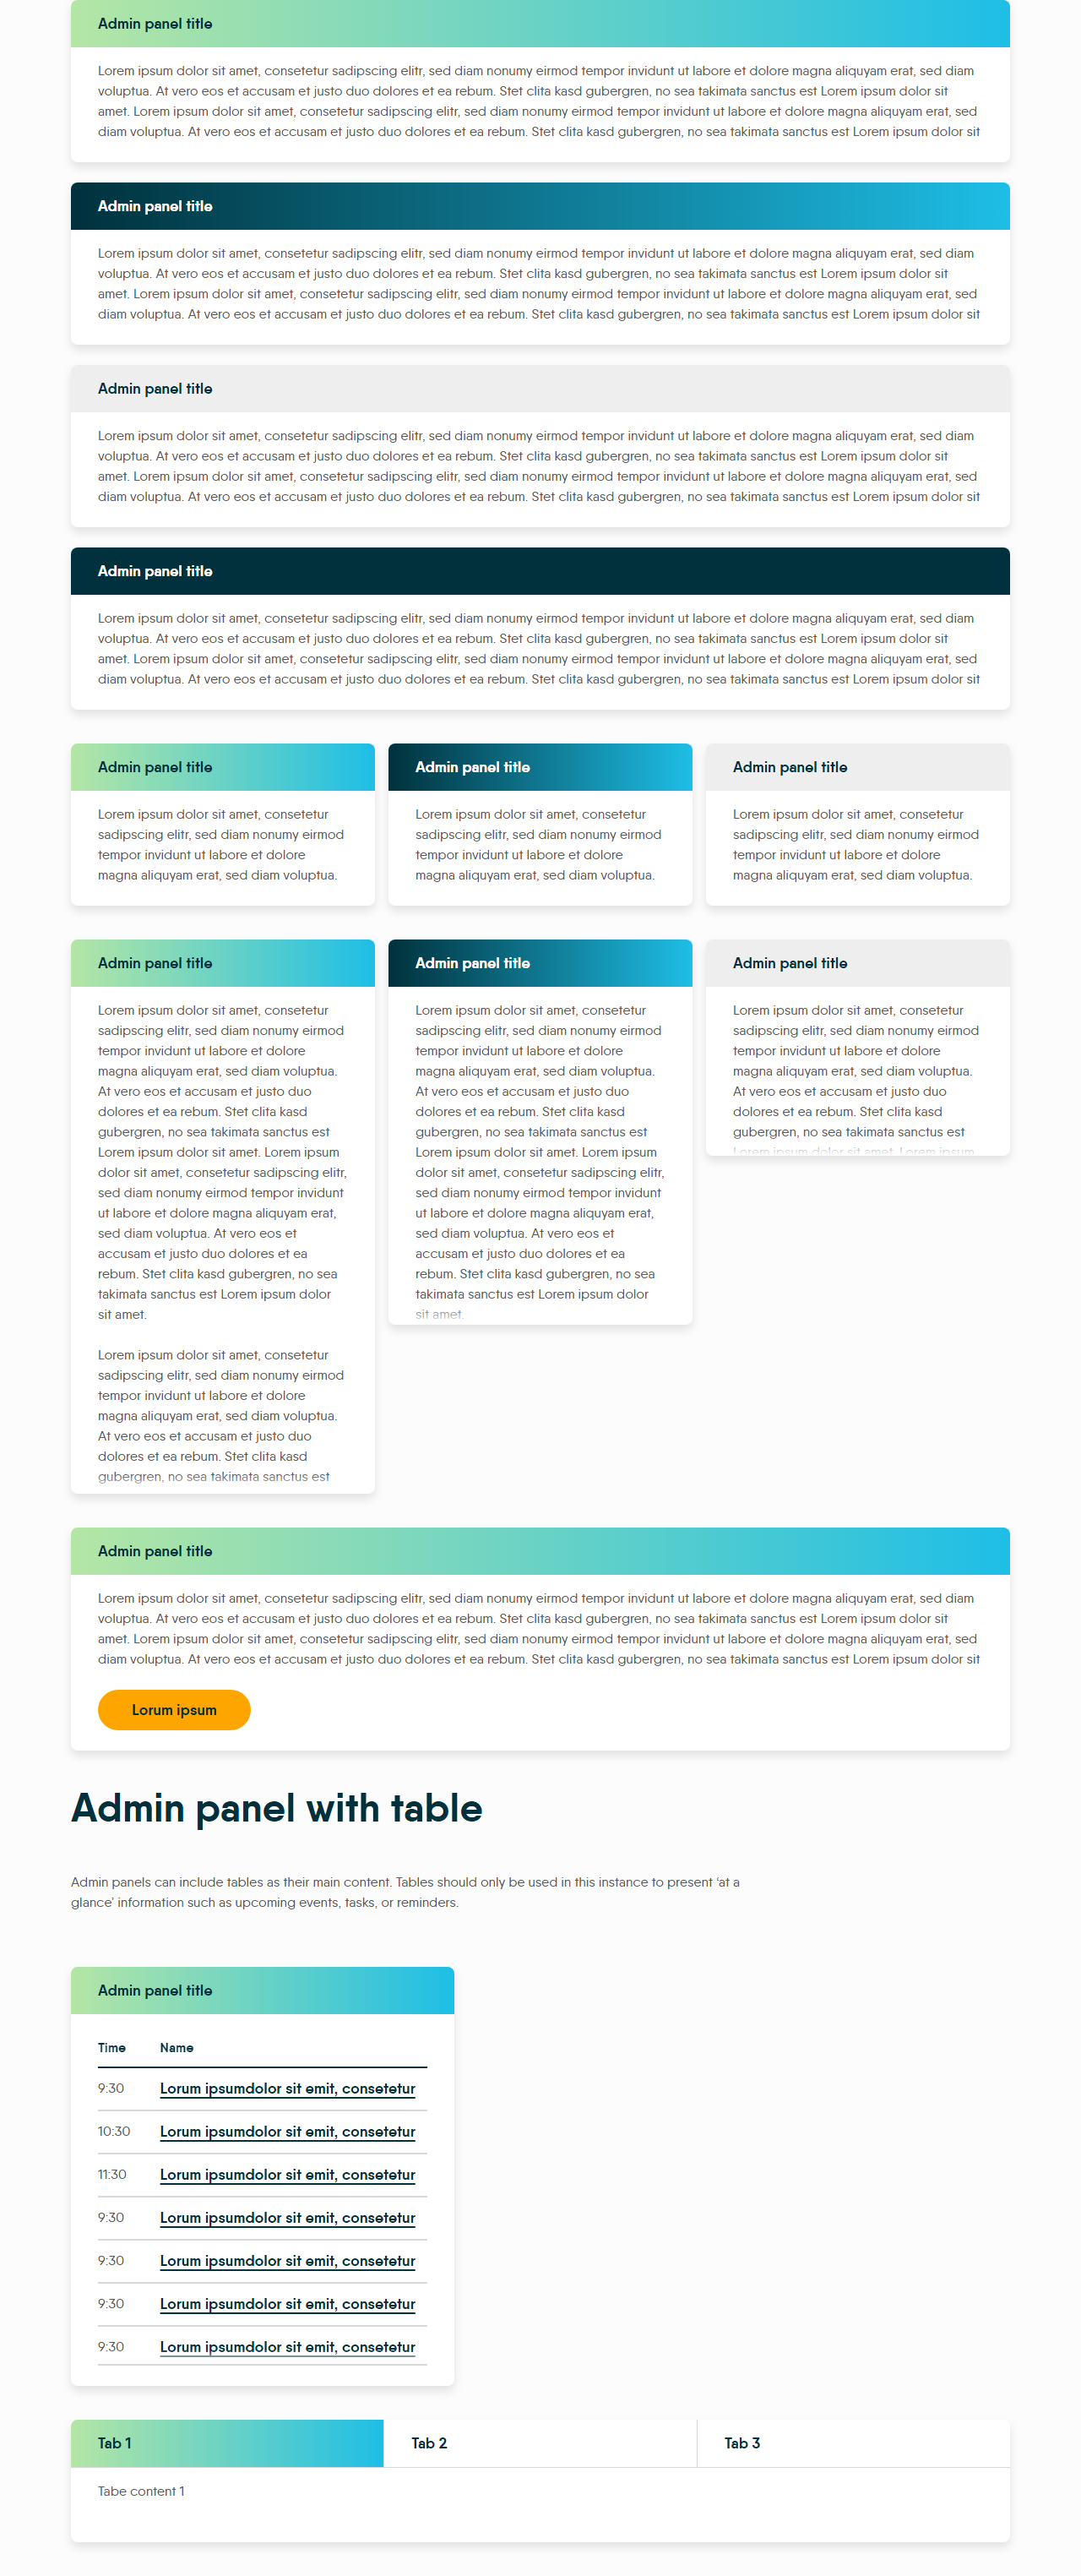 Admin panel title
Lorem ipsum dolor sit amet, consetetur sadipscing elitr, sed diam nonumy eirmod tempor invidunt ut labore et dolore magna aliquyam erat, sed diam
voluptua. At vero eos et accusam et justo duo dolores et ea rebum. Stet clita kasd gubergren, no sea takimata sanctus est Lorem ipsum dolor sit
amet. Lorem ipsum dolor sit amet, consetetur sadipscing elitr, sed diam nonumy eirmod tempor invidunt ut labore et dolore magna aliquyam erat, sed
diam voluptua. At vero eos et accusam et justo duo dolores et ea rebum. Stet clita kasd gubergren, no sea takimata sanctus est Lorem ipsum dolor sit
Admin panel title
Lorem ipsum dolor sit amet, consetetur sadipscing elitr, sed diam nonumy eirmod tempor invidunt ut labore et dolore magna aliquyam erat, sed diam
voluptua. At vero eos et accusam et justo duo dolores et ea rebum. Stet clita kasd gubergren, no sea takimata sanctus est Lorem ipsum dolor sit
amet. Lorem ipsum dolor sit amet, consetetur sadipscing elitr, sed diam nonumy eirmod tempor invidunt ut labore et dolore magna aliquyam erat, sed
diam voluptua. At vero eos et accusam et justo duo dolores et ea rebum. Stet clita kasd gubergren, no sea takimata sanctus est Lorem ipsum dolor sit
Admin panel title
Lorem ipsum dolor sit amet, consetetur sadipscing elitr, sed diam nonumy eirmod tempor invidunt ut labore et dolore magna aliquyam erat, sed diam
voluptua. At vero eos et accusam et justo duo dolores et ea rebum. Stet clita kasd gubergren, no sea takimata sanctus est Lorem ipsum dolor sit
amet. Lorem ipsum dolor sit amet, consetetur sadipscing elitr, sed diam nonumy eirmod tempor invidunt ut labore et dolore magna aliquyam erat, sed
diam voluptua. At vero eos et accusam et justo duo dolores et ea rebum. Stet clita kasd gubergren, no sea takimata sanctus est Lorem ipsum dolor sit
Admin panel title
Lorem ipsum dolor sit amet, consetetur sadipscing elitr, sed diam nonumy eirmod tempor invidunt ut labore et dolore magna aliquyam erat, sed diam
voluptua. At vero eos et accusam et justo duo dolores et ea rebum. Stet clita kasd gubergren, no sea takimata sanctus est Lorem ipsum dolor sit
amet. Lorem ipsum dolor sit amet, consetetur sadipscing elitr, sed diam nonumy eirmod tempor invidunt ut labore et dolore magna aliquyam erat, sed
diam voluptua. At vero eos et accusam et justo duo dolores et ea rebum. Stet clita kasd gubergren, no sea takimata sanctus est Lorem ipsum dolor sit
Admin panel title
Lorem ipsum dolor sit amet, consetetur
sadipscing elitr, sed diam nonumy eirmod
tempor invidunt ut labore et dolore
magna aliquyam erat, sed diam voluptua.
Admin panel title
Lorem ipsum dolor sit amet, consetetur
sadipscing elitr, sed diam nonumy eirmod
tempor invidunt ut labore et dolore
magna aliquyam erat, sed diam voluptua.
Admin panel title
Lorem ipsum dolor sit amet, consetetur
sadipscing elitr, sed diam nonumy eirmod
tempor invidunt ut labore et dolore
magna aliquyam erat, sed diam voluptua.
Admin panel title
Lorem ipsum dolor sit amet, consetetur
sadipscing elitr, sed diam nonumy eirmod
tempor invidunt ut labore et dolore
magna aliquyam erat, sed diam voluptua.
At vero eos et accusam et justo duo
dolores et ea rebum. Stet clita kasd
gubergren, no sea takimata sanctus est
Lorem ipsum dolor sit amet. Lorem ipsum
dolor sit amet, consetetur sadipscing elitr,
sed diam nonumy eirmod tempor invidunt
ut labore et dolore magna aliquyam erat,
sed diam voluptua. At vero eos et
accusam et justo duo dolores et ea
rebum. Stet clita kasd gubergren, no sea
takimata sanctus est Lorem ipsum dolor
sit amet.
Lorem ipsum dolor sit amet, consetetur
sadipscing elitr, sed diam nonumy eirmod
tempor invidunt ut labore et dolore
magna aliquyam erat, sed diam voluptua.
At vero eos et accusam et justo duo
dolores et ea rebum. Stet clita kasd
gubergren, no sea takimata sanctus est
Admin panel title
Lorem ipsum dolor sit amet, consetetur
sadipscing elitr, sed diam nonumy eirmod
tempor invidunt ut labore et dolore
magna aliquyam erat, sed diam voluptua.
At vero eos et accusam et justo duo
dolores et ea rebum. Stet clita kasd
gubergren, no sea takimata sanctus est
Lorem ipsum dolor sit amet. Lorem ipsum
dolor sit amet, consetetur sadipscing elitr,
sed diam nonumy eirmod tempor invidunt
ut labore et dolore magna aliquyam erat,
sed diam voluptua. At vero eos et
accusam et justo duo dolores et ea
rebum. Stet clita kasd gubergren, no sea
takimata sanctus est Lorem ipsum dolor
sit amet.
Admin panel title
Lorem ipsum dolor sit amet, consetetur
sadipscing elitr, sed diam nonumy eirmod
tempor invidunt ut labore et dolore
magna aliquyam erat, sed diam voluptua.
At vero eos et accusam et justo duo
dolores et ea rebum. Stet clita kasd
gubergren, no sea takimata sanctus est
Lorem ipsum dolor sit amet. Lorem ipsum
Admin panel title
Lorem ipsum dolor sit amet, consetetur sadipscing elitr, sed diam nonumy eirmod tempor invidunt ut labore et dolore magna aliquyam erat, sed diam
voluptua. At vero eos et accusam et justo duo dolores et ea rebum. Stet clita kasd gubergren, no sea takimata sanctus est Lorem ipsum dolor sit
amet. Lorem ipsum dolor sit amet, consetetur sadipscing elitr, sed diam nonumy eirmod tempor invidunt ut labore et dolore magna aliquyam erat, sed
diam voluptua. At vero eos et accusam et justo duo dolores et ea rebum. Stet clita kasd gubergren, no sea takimata sanctus est Lorem ipsum dolor sit
Lorum ipsum
Admin panel with table
Admin panels can include tables as their main content. Tables should only be used in this instance to present ‘at a
glance’ information such as upcoming events, tasks, or reminders.
Admin panel title
Time Name
9:30 Lorum ipsumdolor sit emit, consetetur
10:30 Lorum ipsumdolor sit emit, consetetur
11:30 Lorum ipsumdolor sit emit, consetetur
9:30 Lorum ipsumdolor sit emit, consetetur
9:30 Lorum ipsumdolor sit emit, consetetur
9:30 Lorum ipsumdolor sit emit, consetetur
9:30 Lorum ipsumdolor sit emit, consetetur
Tab 1 Tab 2 Tab 3
Tabe content 1